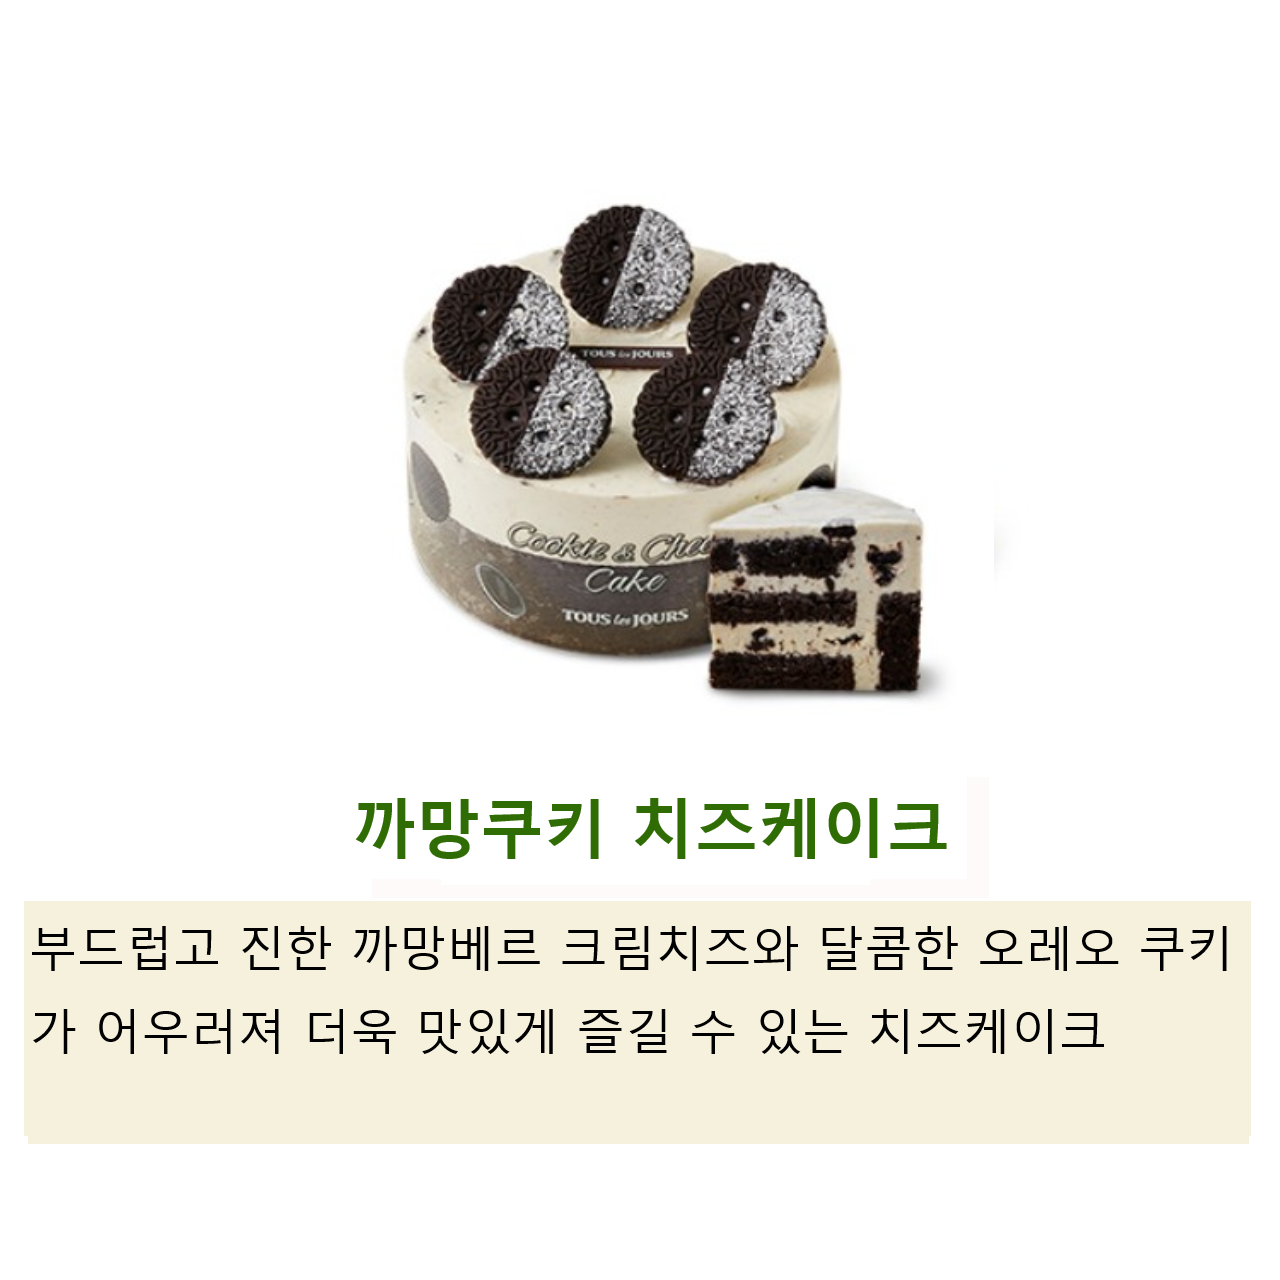 TOUS les JOURS
Cookie & Chee
Cake
TOUS les JOURS
까망쿠키 치즈케이크
부드럽고 진한 까망베르 크림치즈와 달콤한 오레오 쿠키
가 어우러져 더욱 맛있게 즐길 수 있는 치즈케이크